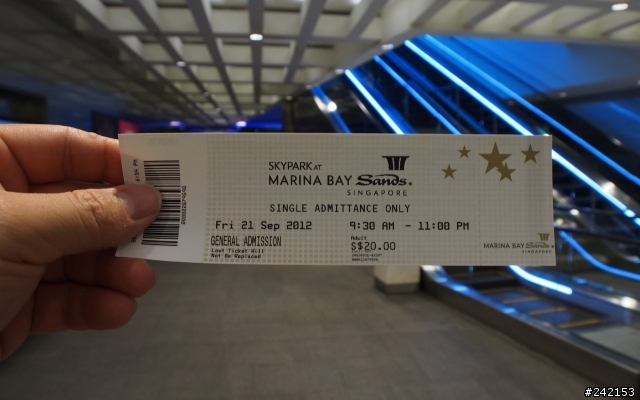 SKYPARK AT
MARINA BAY Sands®
SINGAPORE
SINGLE ADMITTANCE ONLY
Fri 21 Sep 2012 9:30 AM - 11:00 PM
GENERAL ADMISSION
Lost Ticket Will
Not Be Replaced
Adult
S$20.00
MARINA BAY Sands
SINGAPORE
#242153